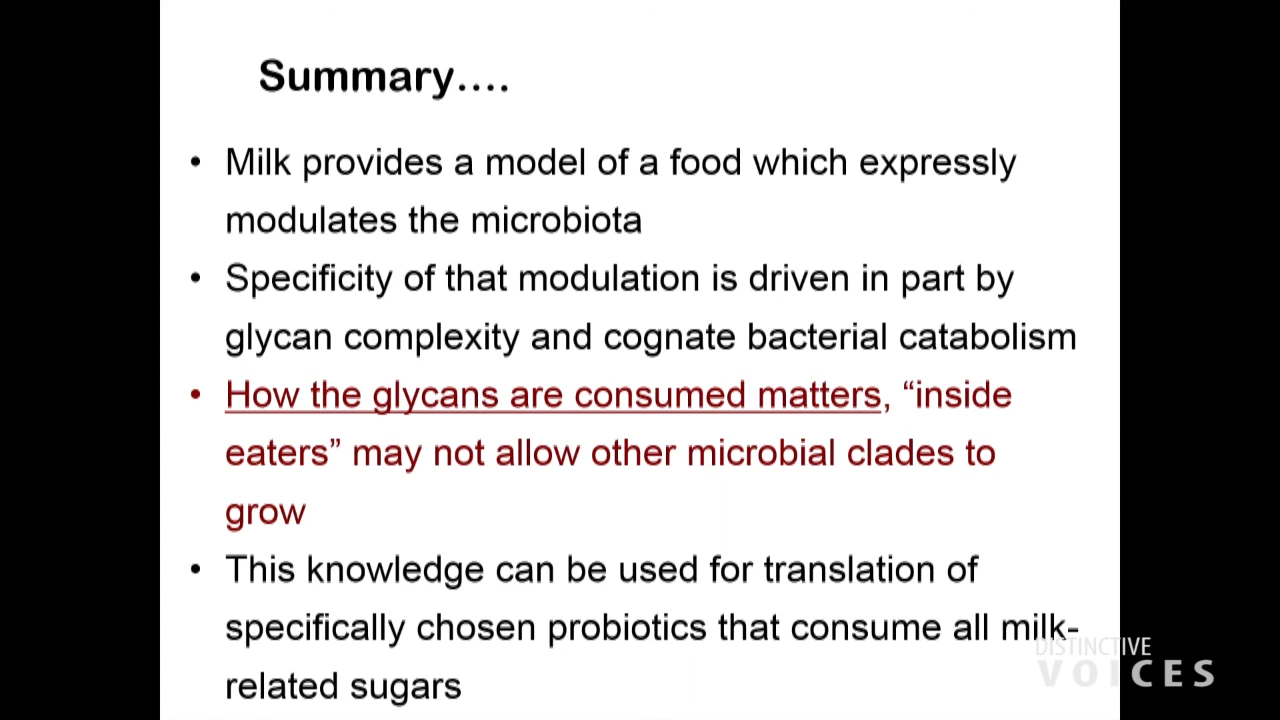 Summary....
• Milk provides a model of a food which expressly
modulates the microbiota
• Specificity of that modulation is driven in part by
glycan complexity and cognate bacterial catabolism
• How the glycans are consumed matters, “inside
eaters” may not allow other microbial clades to
grow
• This knowledge can be used for translation of
specifically chosen probiotics that consume all milk-
related sugars
DISTINCTIVE
VOICES